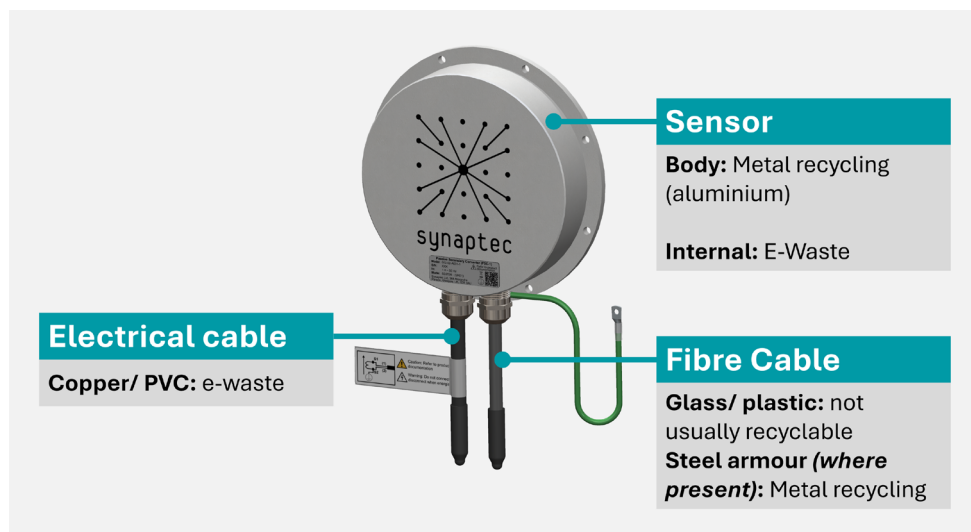 Sensor
Body: Metal recycling
(aluminium)
Internal: E-Waste
synaptec
Electrical cable
Copper/ PVC: e-waste
Fibre Cable
Glass/ plastic: not
usually recyclable
Steel armour (where
present): Metal recycling